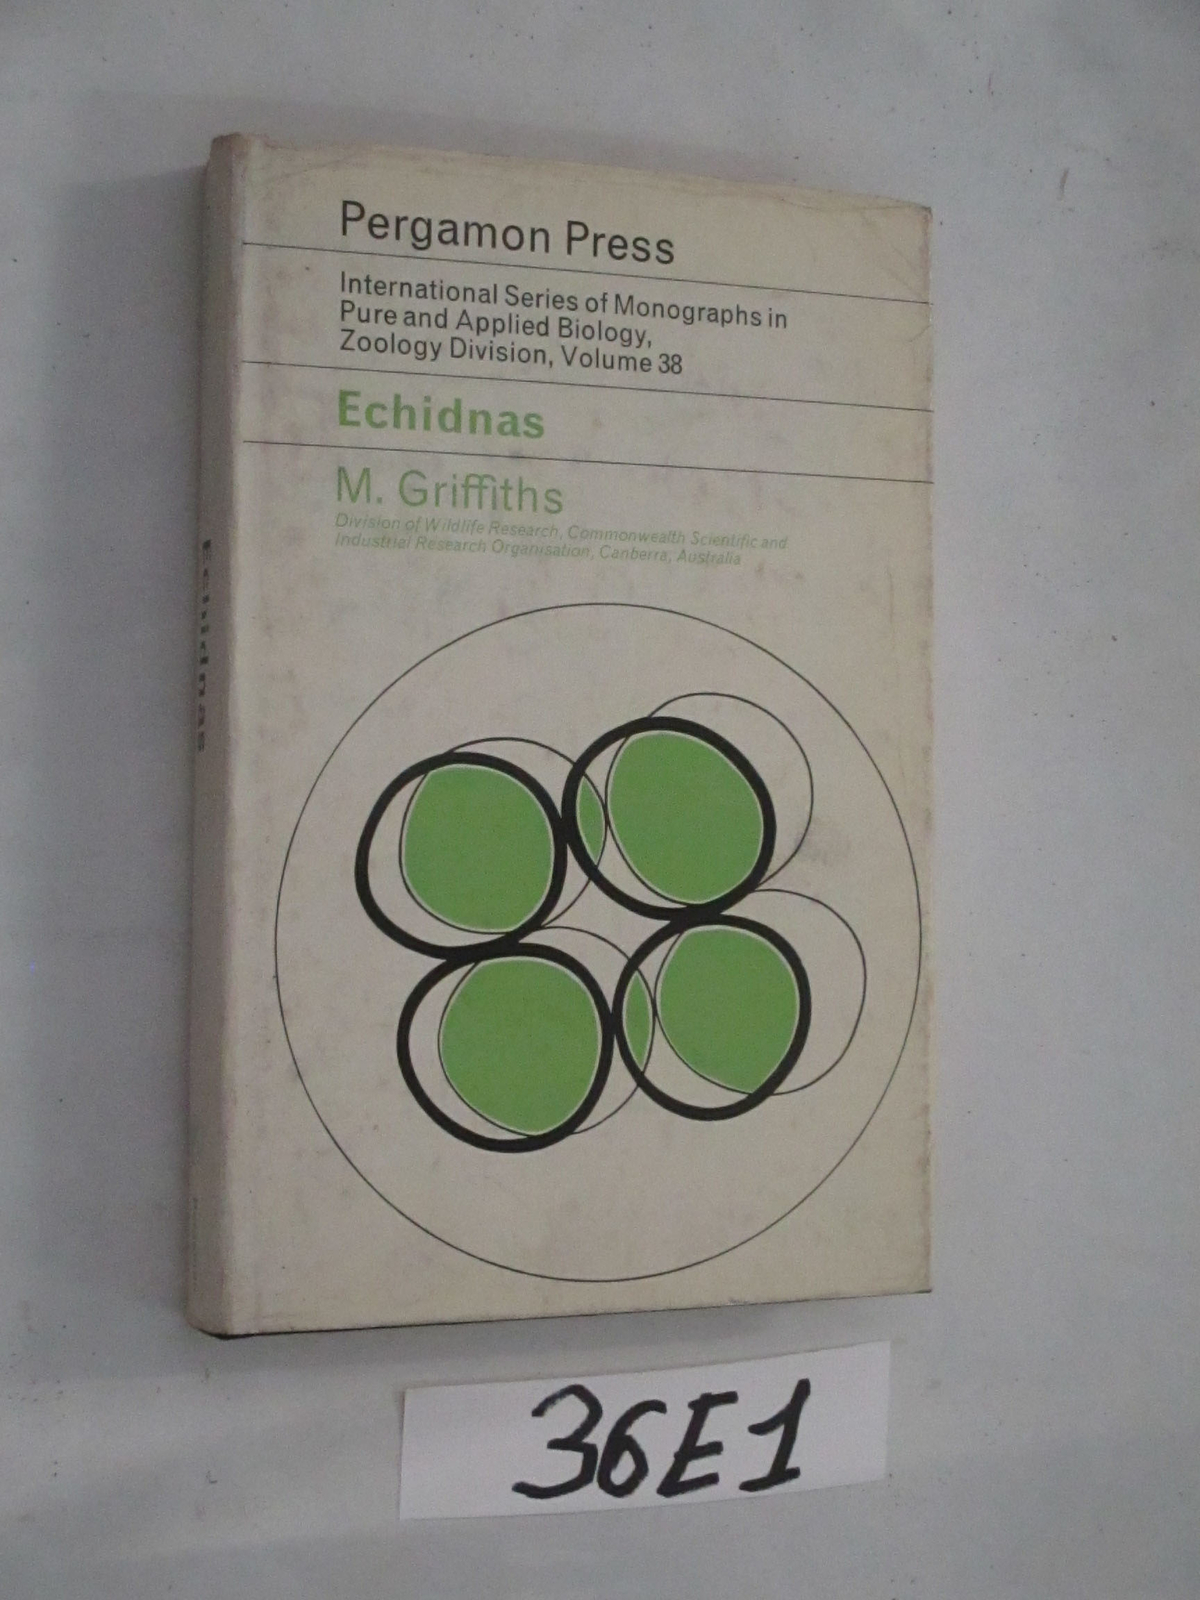 Pergamon Press
International Series of Monographs in
Pure and Applied Biology,
Zoology Division, Volume 38
Echidnas
M. Griffiths
Division of Wildlife Research, Commonwealth Scientific and
Industrial Research Organisation, Canberra, Australia
Echidnas
36E1